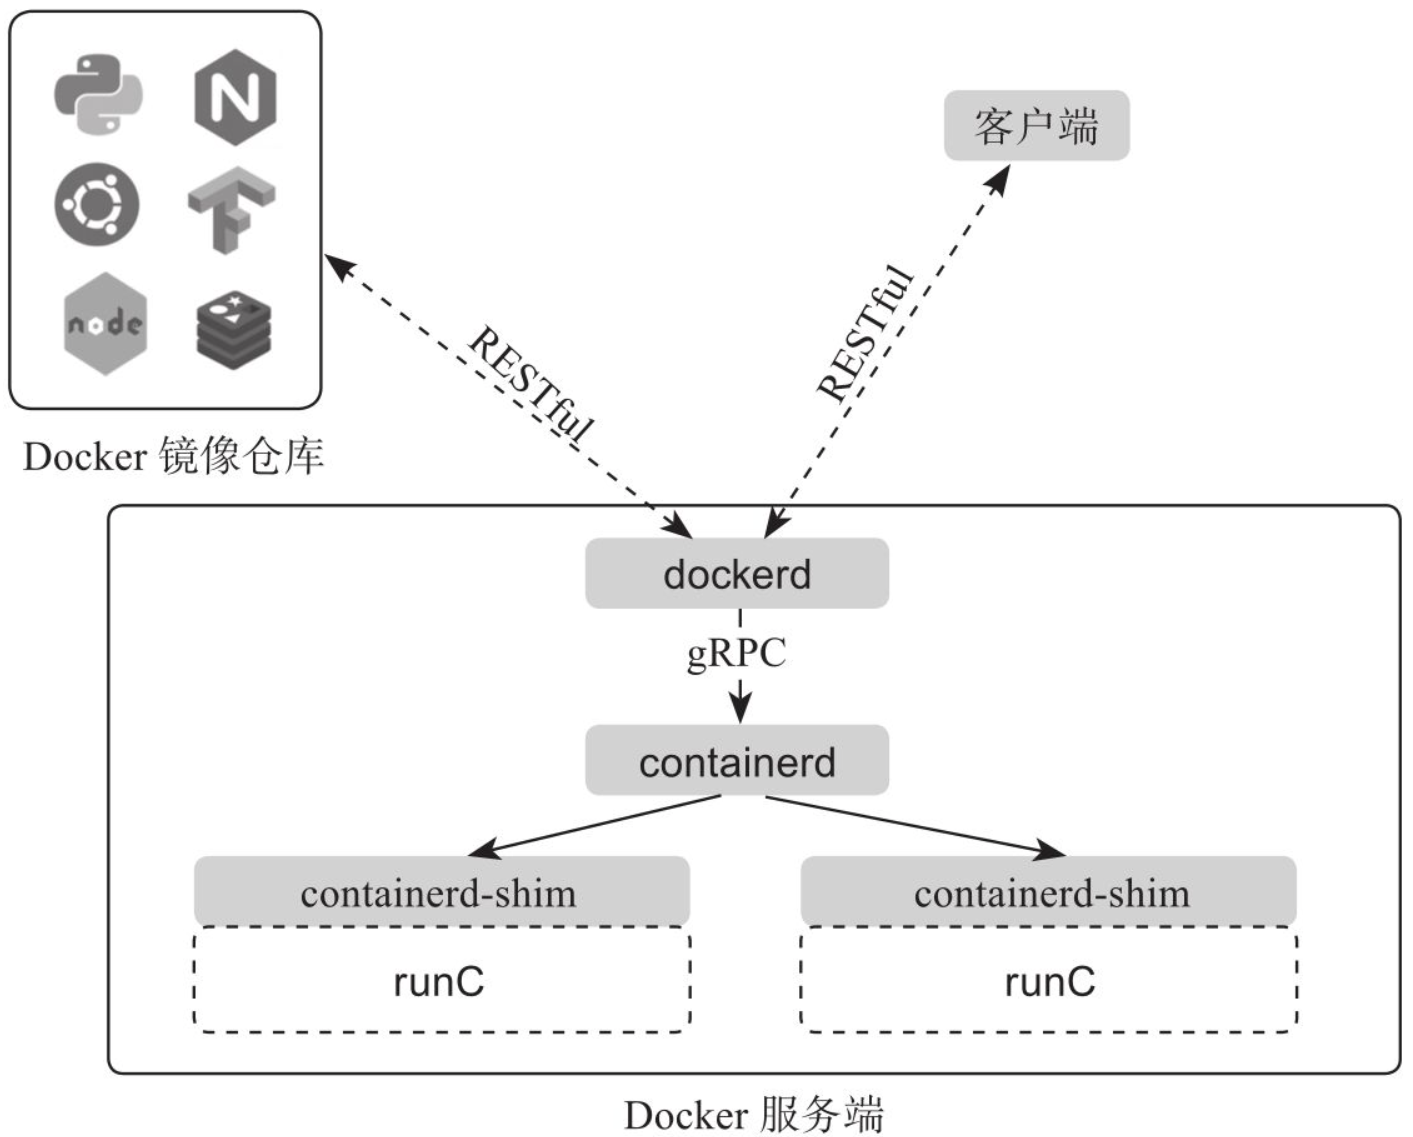 N
客户端
node
RESTful
RESTful
Docker 镜像仓库
dockerd
gRPC
containerd
containerd-shim
containerd-shim
runC
runC
Docker 服务端